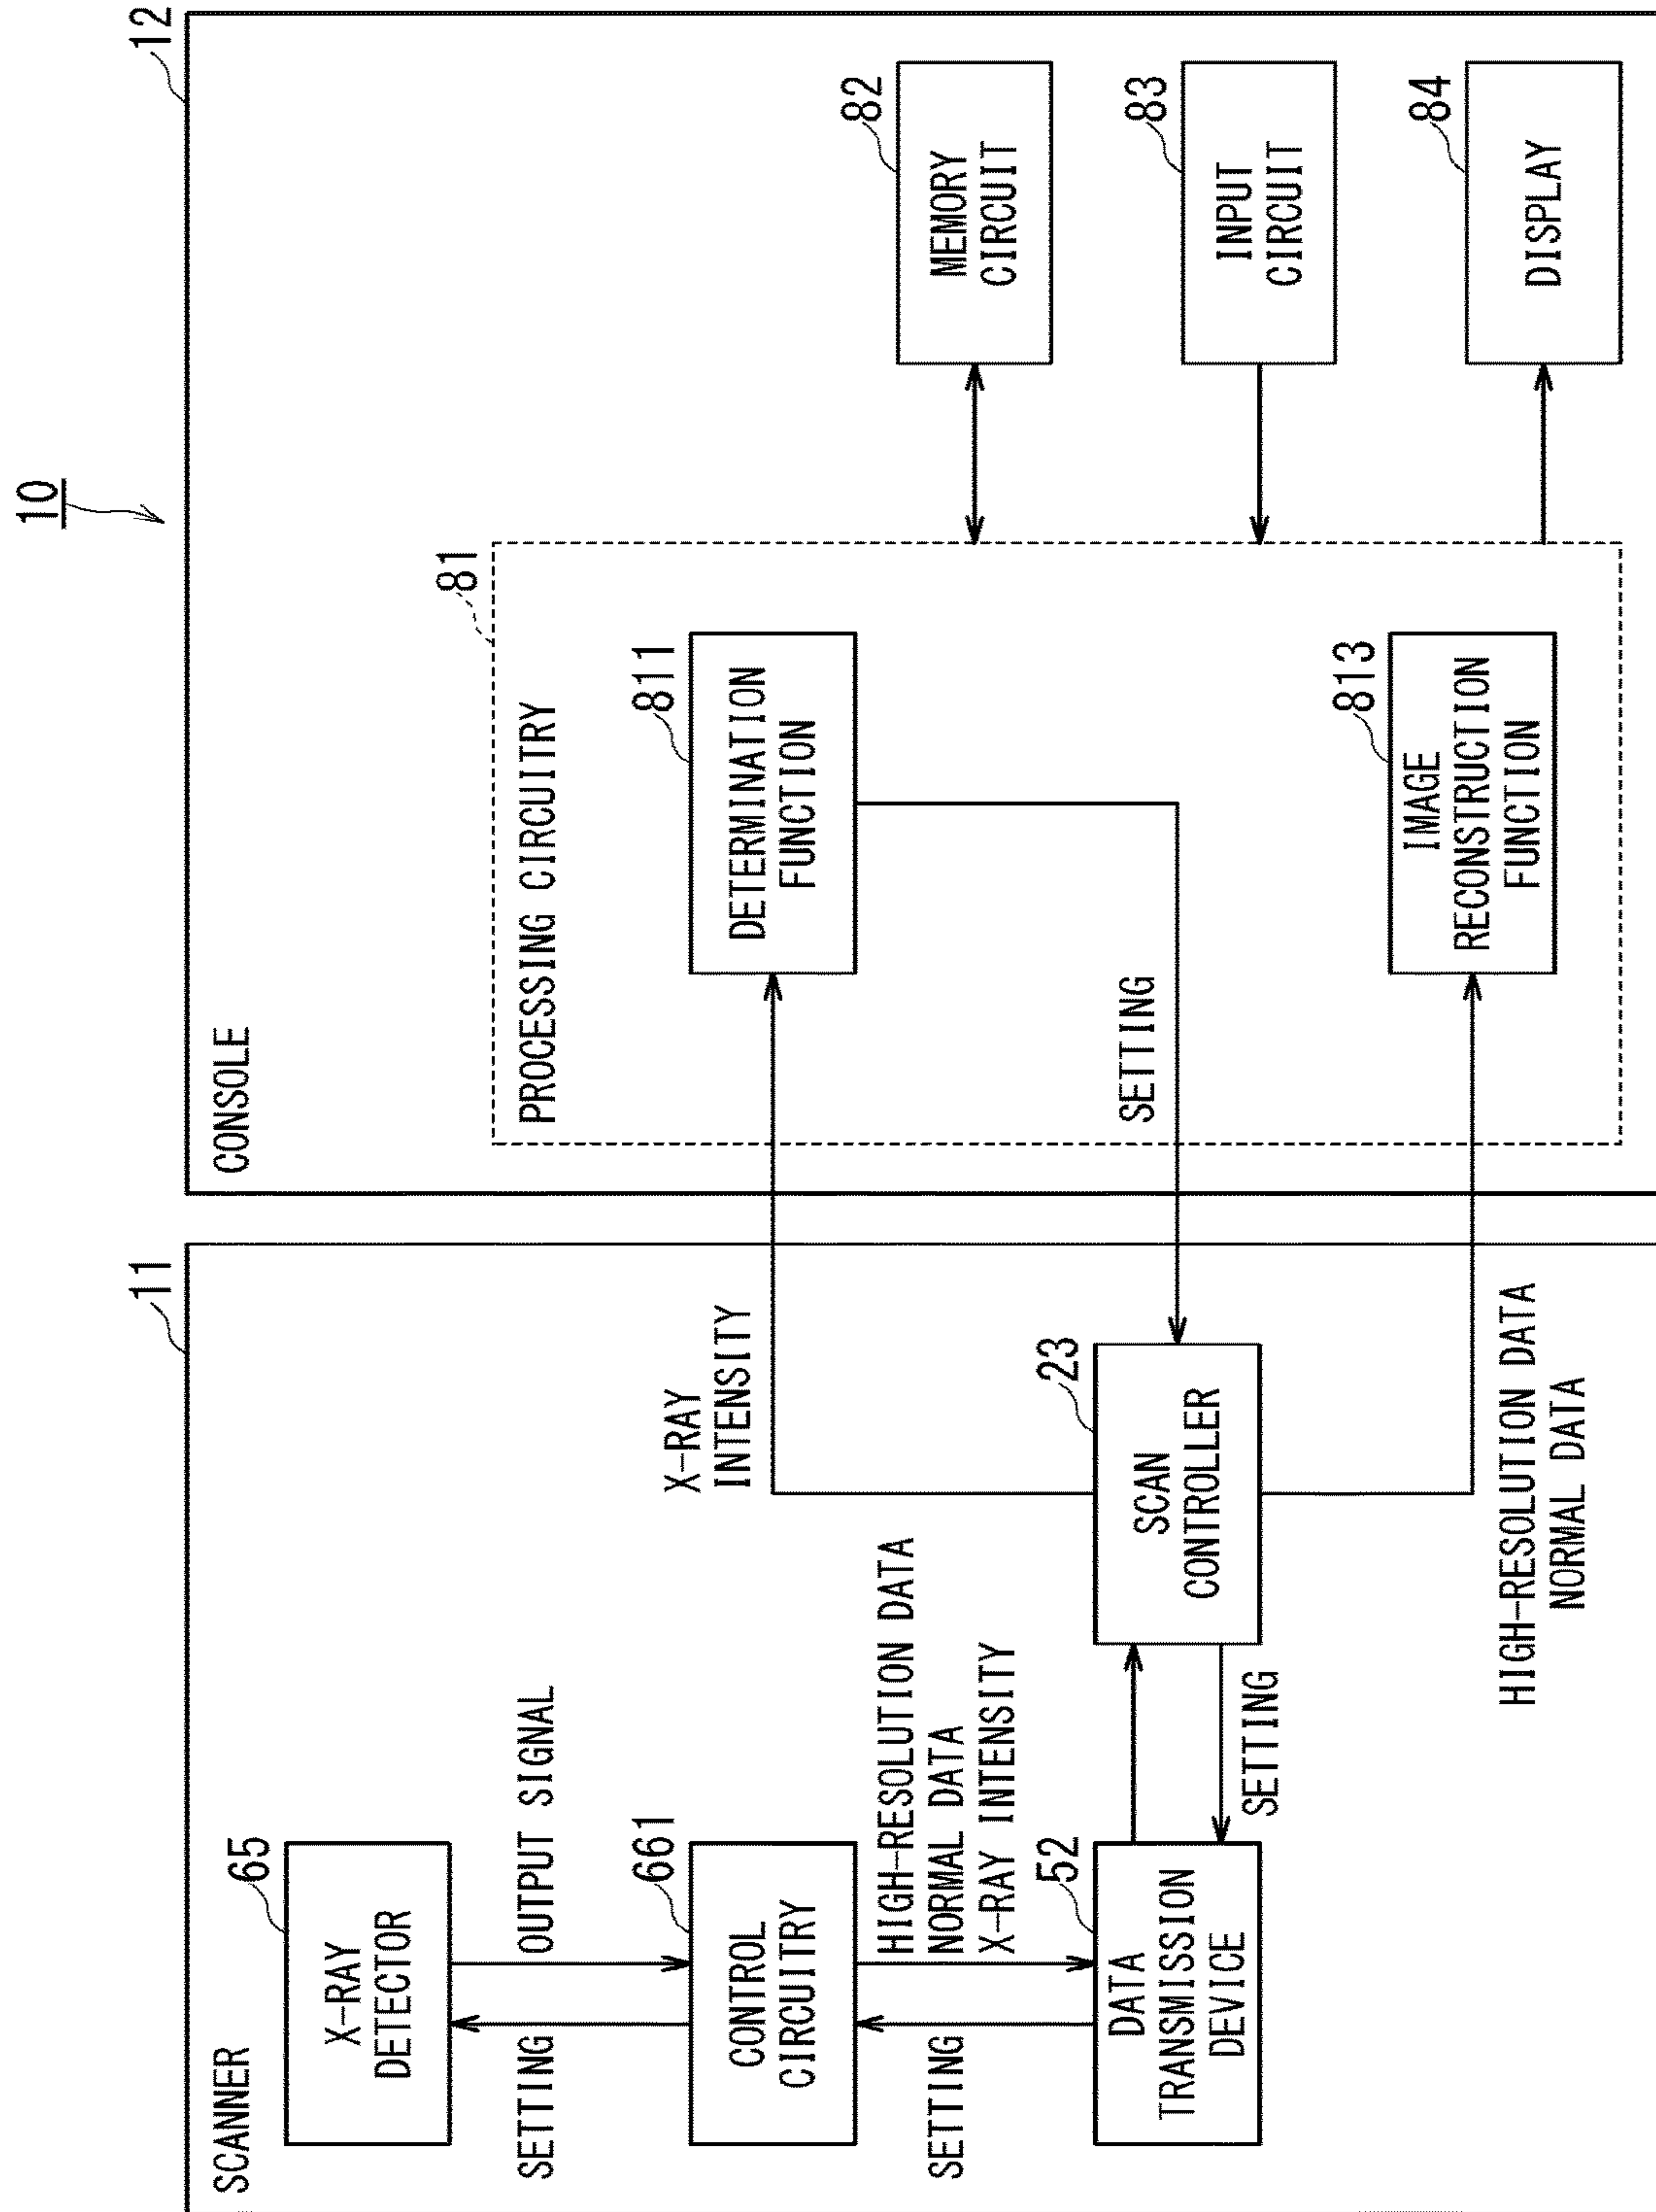 10
SCANNER
11
X-RAY
DETECTOR
65
SETTING
OUTPUT SIGNAL
CONTROL
CIRCUITRY
661
SETTING
HIGH-RESOLUTION DATA
NORMAL DATA
X-RAY INTENSITY
DATA
TRANSMISSION
DEVICE
52
SETTING
SCAN
CONTROLLER
23
X-RAY
INTENSITY
HIGH-RESOLUTION DATA
NORMAL DATA
CONSOLE
12
PROCESSING CIRCUITRY
81
DETERMINATION
FUNCTION
811
SETTING
IMAGE
RECONSTRUCTION
FUNCTION
813
MEMORY
CIRCUIT
82
INPUT
CIRCUIT
83
DISPLAY
84